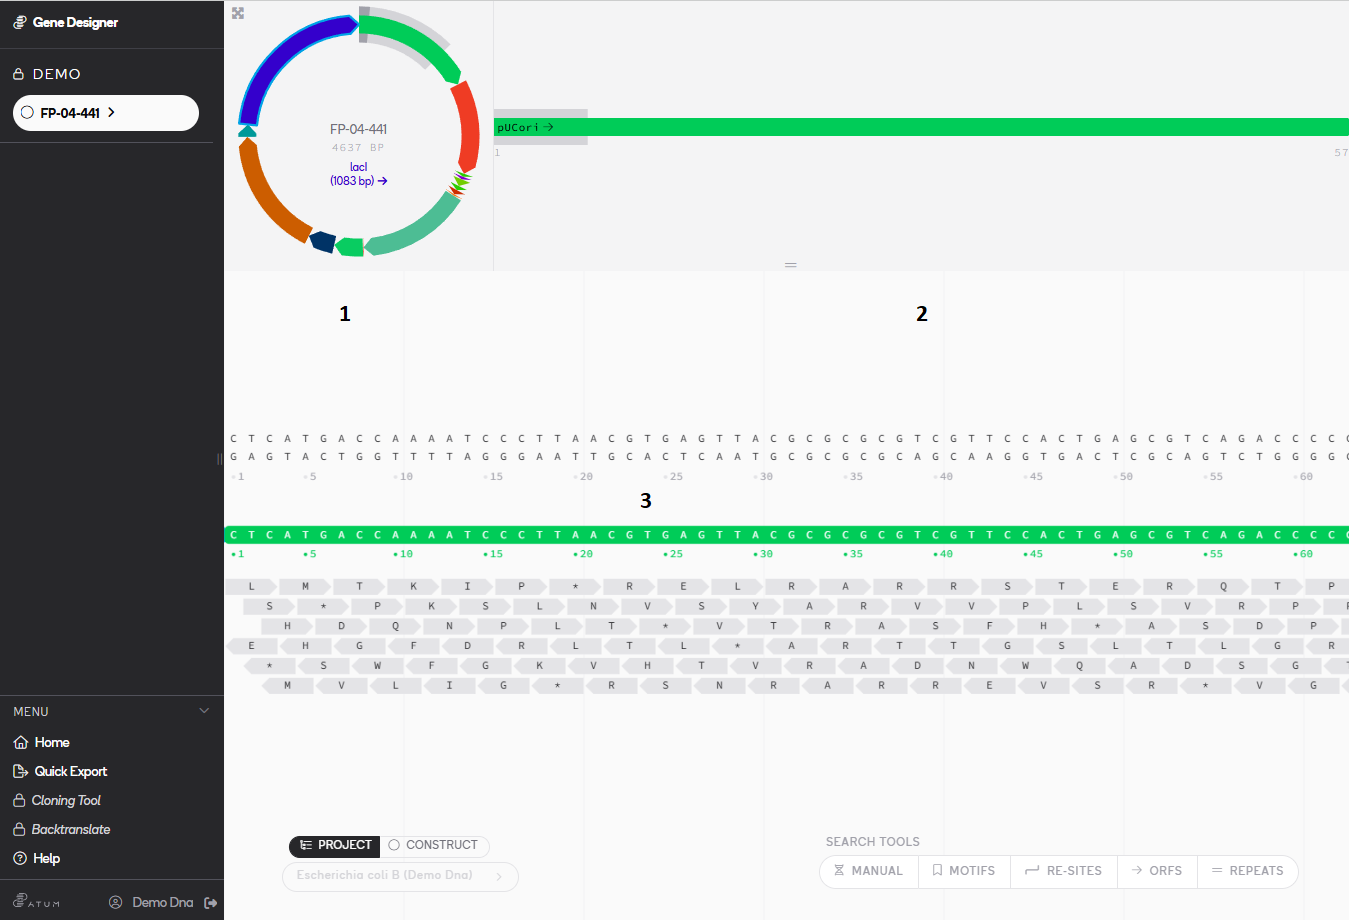 Gene Designer
DEMO
FP-04-441
FP-04-441
4637 BP
lacI
(1083 bp)
pUCori
1 57
1 2
C T C A T G A C C A A A A T C C C T T A A C G T G A G T T A C G C G C G C G T C G T T C C A C T G A G C G T C A G A C C C C
G A G T A C T G G T T T T A G G G A A T T G C A C T C A A T G C G C G C G C A G C A A G G T G A C T C G C A G T C T G G G G
1 5 10 15 20 25 30 35 40 45 50 55 60
3
C T C A T G A C C A A A A T C C C T T A A C G T G A G T T A C G C G C G C G T C G T T C C A C T G A G C G T C A G A C C C C
1 5 10 15 20 25 30 35 40 45 50 55 60
L M T K I P * R E L R A R R S T E R Q T P
S * P K S L N V S Y A R V V P L S V R P
H D Q N P L T * V T R A S F H * A S D P
E H G F D R L T L * A R T T G S L T L G R
* S W F G K V H T V R A D N W Q A D S G
M V L I G * R S N R A R R E V S R * V G
MENU
Home
Quick Export
Cloning Tool
Backtranslate
Help
ATUM
Demo Dna
PROJECT CONSTRUCT
Escherichia coli B (Demo Dna)
SEARCH TOOLS
MANUAL MOTIFS RE-SITES ORFS REPEATS